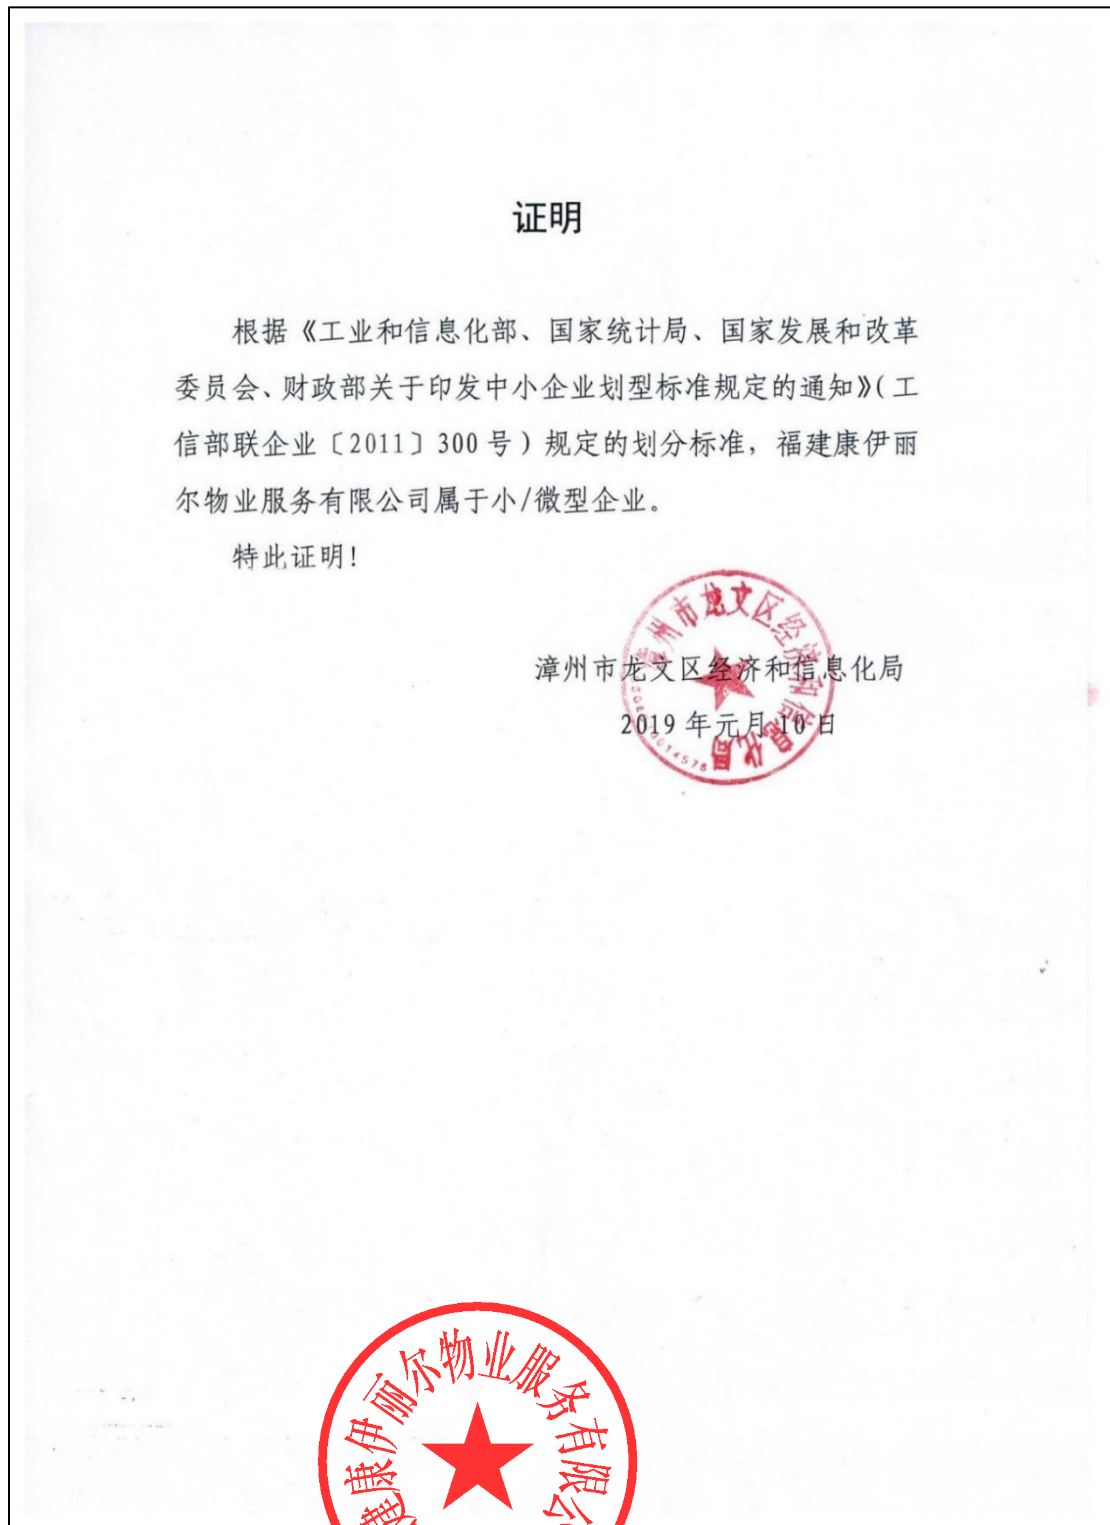 证明
根据《工业和信息化部、国家统计局、国家发展和改革
委员会、财政部关于印发中小企业划型标准规定的通知》（工
信部联企业〔2011〕300号）规定的划分标准，福建康伊丽
尔物业服务有限公司属于小/微型企业。
特此证明！
漳州市龙文区经济和信息化局
漳州市龙文区经济和信息化局
2019年元月10日
建康伊丽尔物业服务有限公